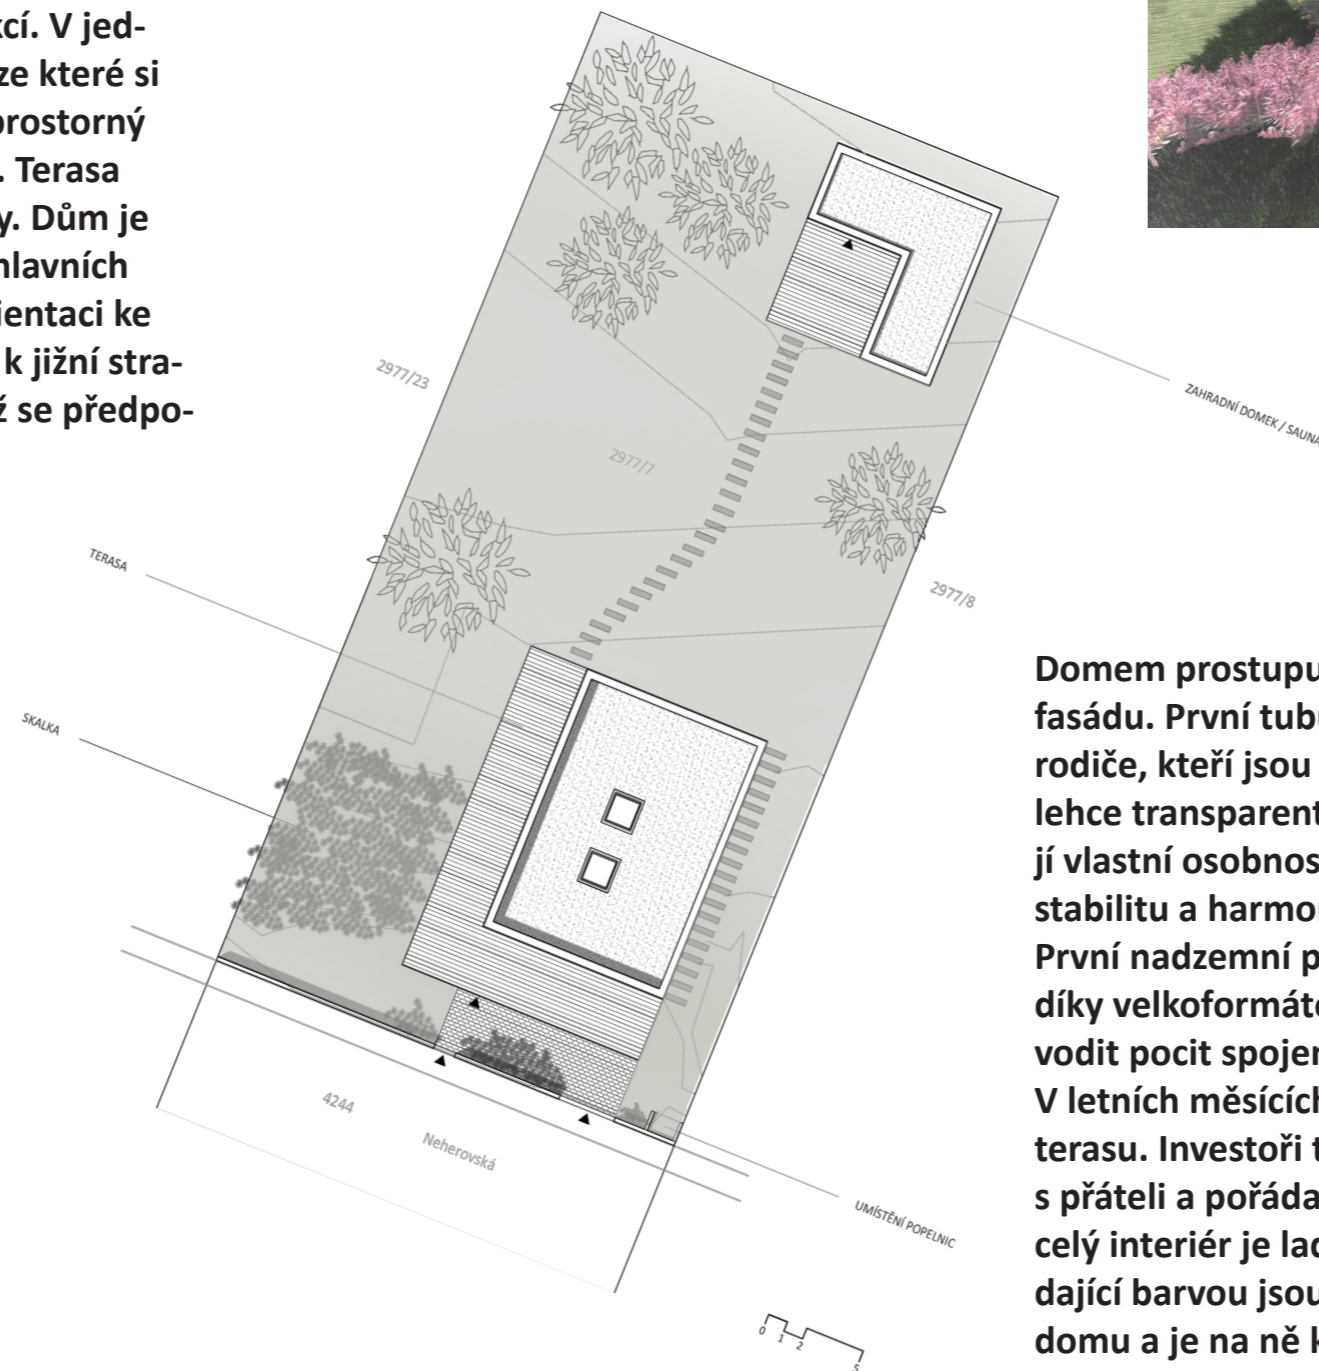 kcí. V jed-
ze které si
prostorný
. Terasa
y. Dům je
hlavních
ientaci ke
k jižní stra-
ž se předpo-
2977/23
2977/7
2977/8
ZAHRADNÍ DOMEK / SAUNA
TERASA
SKALKA
4244
Neherovská
UMÍSTĚNÍ POPELNIC
0 1 2 5
Domem prostupu
fasádu. První tubu
rodiče, kteří jsou
lehce transparent
jí vlastní osobnos
stabilitu a harmon
První nadzemní p
díky velkoformáto
vodit pocit spojen
V letních měsících
terasu. Investoři t
s přáteli a pořáda
celý interiér je lad
dající barvou jsou
domu a je na ně k